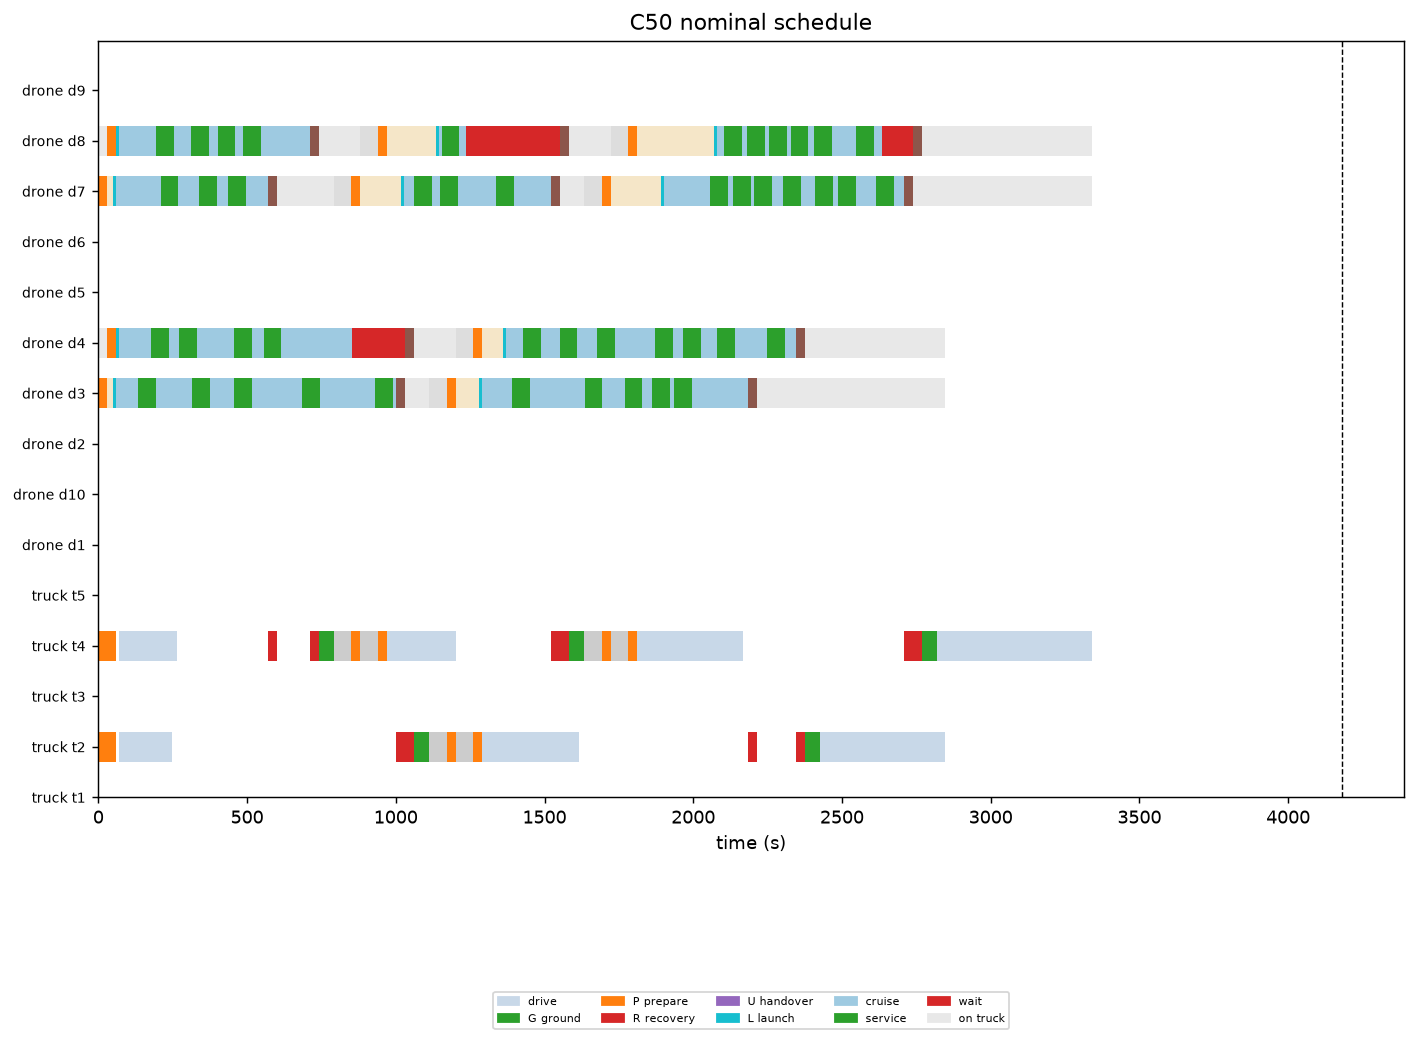 C50 nominal schedule
drone d9
drone d8
drone d7
drone d6
drone d5
drone d4
drone d3
drone d2
drone d10
drone d1
truck t5
truck t4
truck t3
truck t2
truck t1
0 500 1000 1500 2000 2500 3000 3500 4000
time (s)
drive P prepare U handover cruise wait
G ground R recovery L launch service on truck